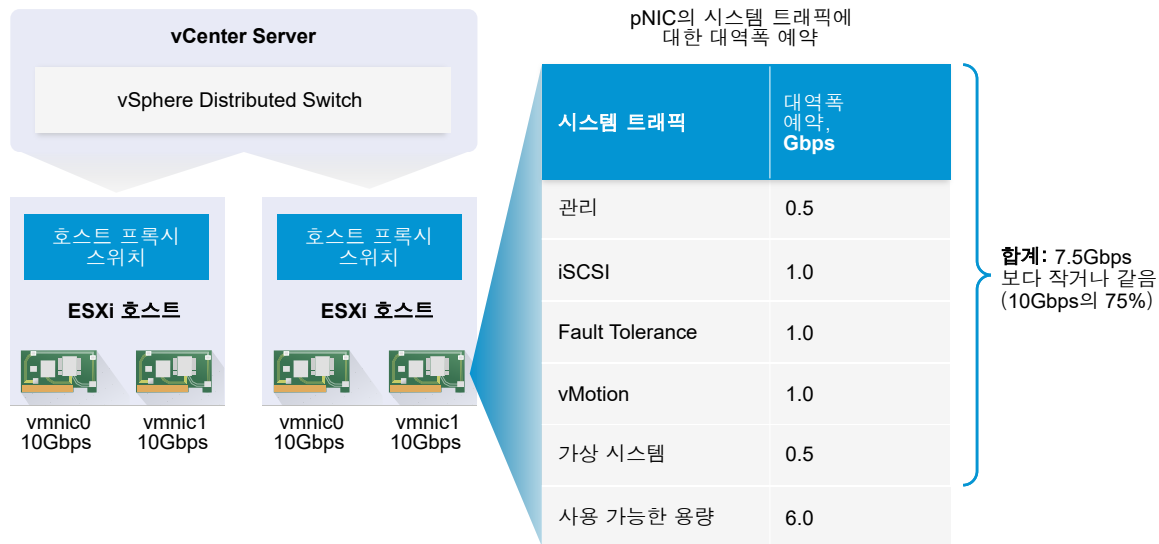 vCenter Server
vSphere Distributed Switch
호스트 프록시
스위치
ESXi 호스트
vmnic0
10Gbps
vmnic1
10Gbps
호스트 프록시
스위치
ESXi 호스트
vmnic0
10Gbps
vmnic1
10Gbps
pNIC의 시스템 트래픽에
대한 대역폭 예약
시스템 트래픽
대역폭
예약,
Gbps
관리 0.5
iSCSI 1.0
Fault Tolerance 1.0
vMotion 1.0
가상 시스템 0.5
사용 가능한 용량 6.0
합계: 7.5Gbps
보다 작거나 같음
(10Gbps의 75%)